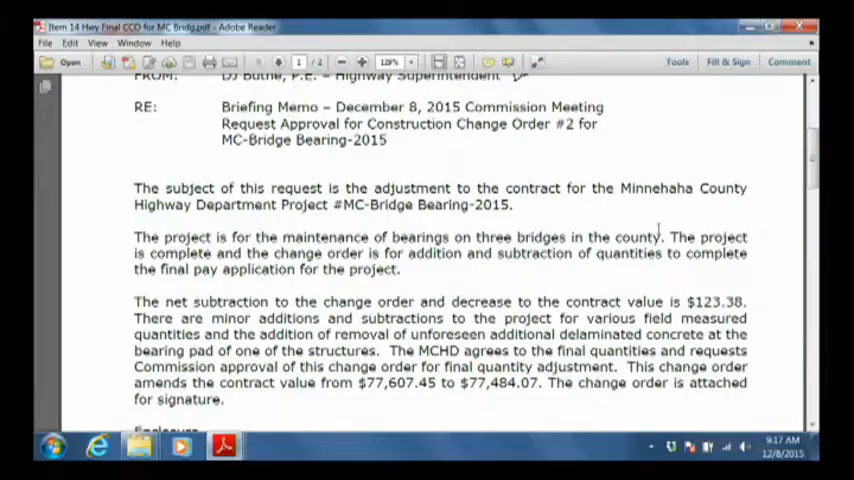 Item 14 Hwy Final CCO for MC Bridg.pdf - Adobe Reader
File Edit View Window Help
Open 1 / 2 129% Tools Fill & Sign Comment
FROM: DJ Buthe, P.E. – Highway Superintendent
RE: Briefing Memo – December 8, 2015 Commission Meeting
Request Approval for Construction Change Order #2 for
MC-Bridge Bearing-2015
The subject of this request is the adjustment to the contract for the Minnehaha County
Highway Department Project #MC-Bridge Bearing-2015.
The project is for the maintenance of bearings on three bridges in the county. The project
is complete and the change order is for addition and subtraction of quantities to complete
the final pay application for the project.
The net subtraction to the change order and decrease to the contract value is $123.38.
There are minor additions and subtractions to the project for various field measured
quantities and the addition of removal of unforeseen additional delaminated concrete at the
bearing pad of one of the structures. The MCHD agrees to the final quantities and requests
Commission approval of this change order for final quantity adjustment. This change order
amends the contract value from $77,607.45 to $77,484.07. The change order is attached
for signature.
Enclosure
9:17 AM
12/8/2015